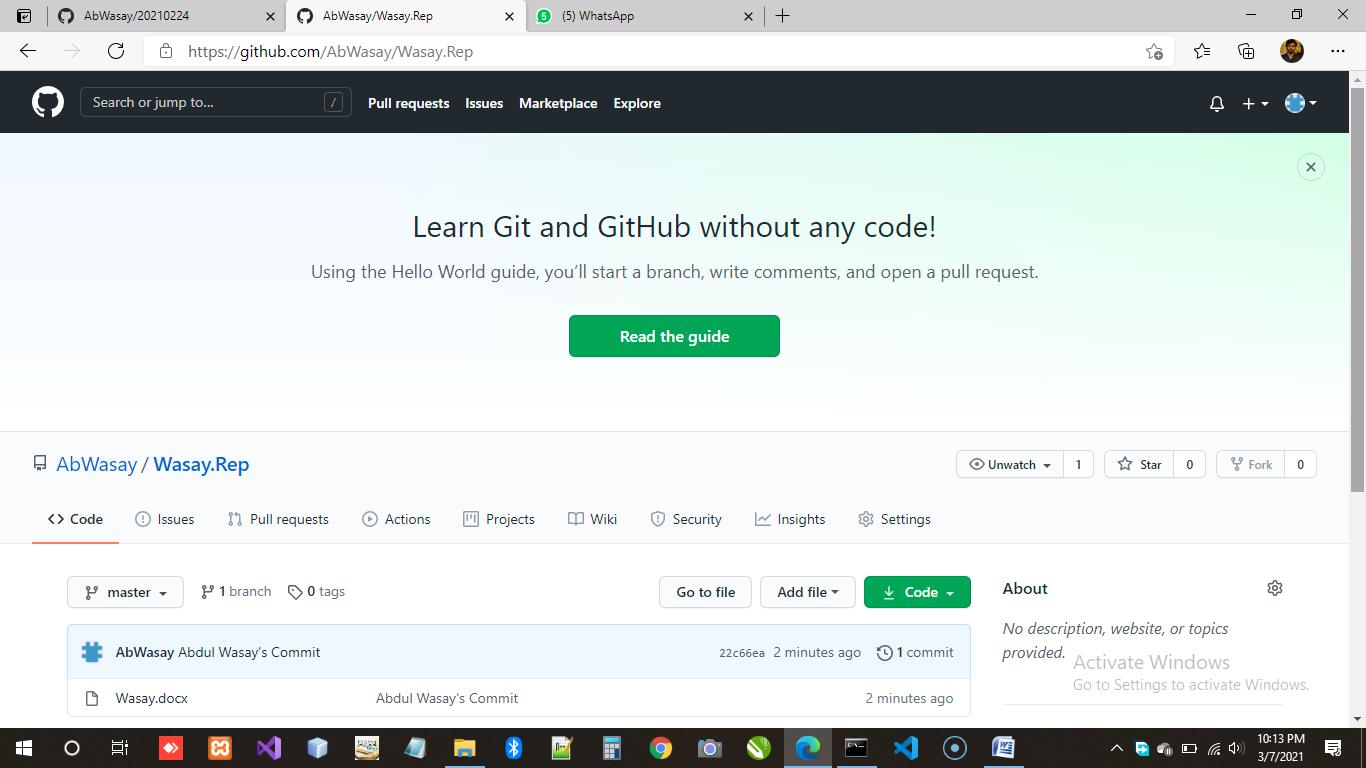 AbWasay/20210224
AbWasay/Wasay.Rep
5 (5) WhatsApp
https://github.com/AbWasay/Wasay.Rep
Search or jump to... /
Pull requests Issues Marketplace Explore
Learn Git and GitHub without any code!
Using the Hello World guide, you’ll start a branch, write comments, and open a pull request.
Read the guide
AbWasay / Wasay.Rep
Unwatch 1 Star 0 Fork 0
Code Issues Pull requests Actions Projects Wiki Security Insights Settings
master 1 branch 0 tags Go to file Add file Code
AbWasay Abdul Wasay's Commit 22c66ea 2 minutes ago 1 commit
Wasay.docx Abdul Wasay's Commit 2 minutes ago
About
No description, website, or topics
provided.
Activate Windows
Go to Settings to activate Windows.
10:13 PM
3/7/2021